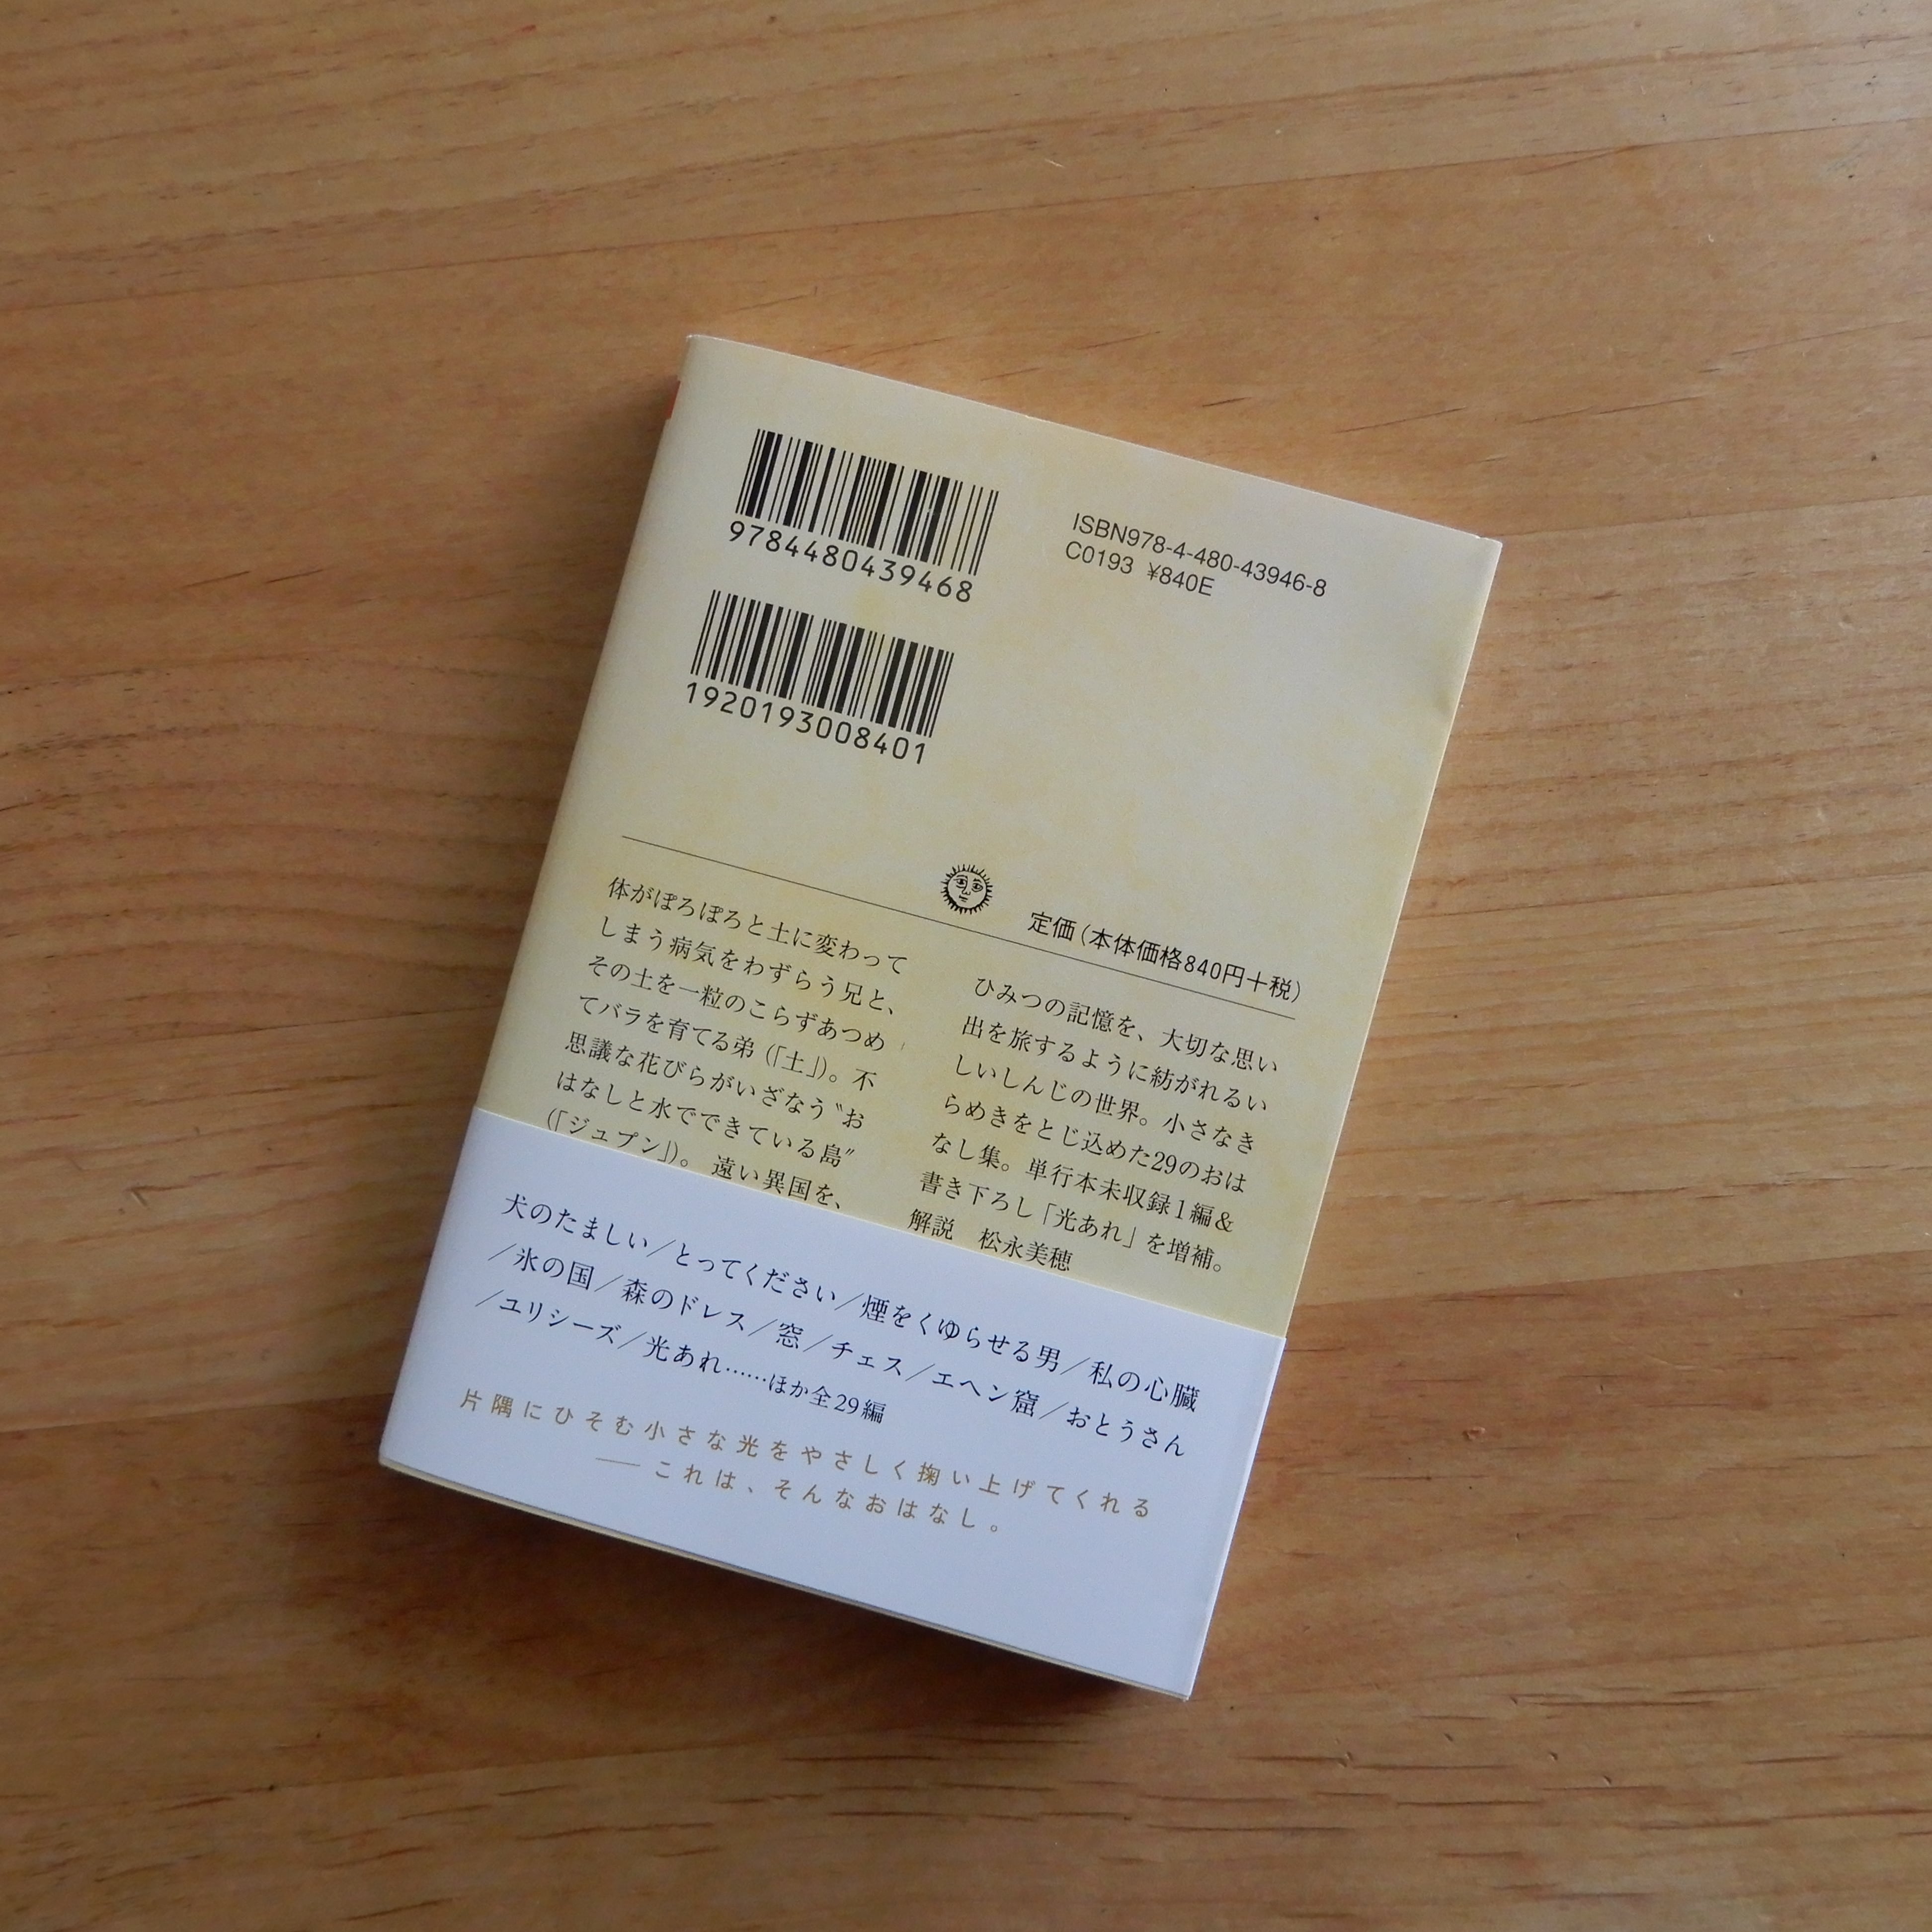 9784480439468
ISBN978-4-480-43946-8
C0193 ¥840E
1920193008401
定価(本体価格840円+税)
体がぽろぽろと土に変わって
しまう病気をわずらう兄と、
その土を一粒のこらずあつめ
てバラを育てる弟(「土」)。不
思議な花びらがいざなう〝お
はなしと水でできている島〟
(「ジュプン」)。遠い異国を、
ひみつの記憶を、大切な思い
出を旅するように紡がれるい
しいしんじの世界。小さなき
らめきをとじ込めた29のおは
なし集。単行本未収録1編&
書き下ろし「光あれ」を増補。
解説 松永美穂
犬のたましい/とってください/煙をくゆらせる男/私の心臓
/氷の国/森のドレス/窓/チェス/エヘン窟/おとうさん
/ユリシーズ/光あれ……ほか全29編
片隅にひそむ小さな光をやさしく掬い上げてくれる
──これは、そんなおはなし。